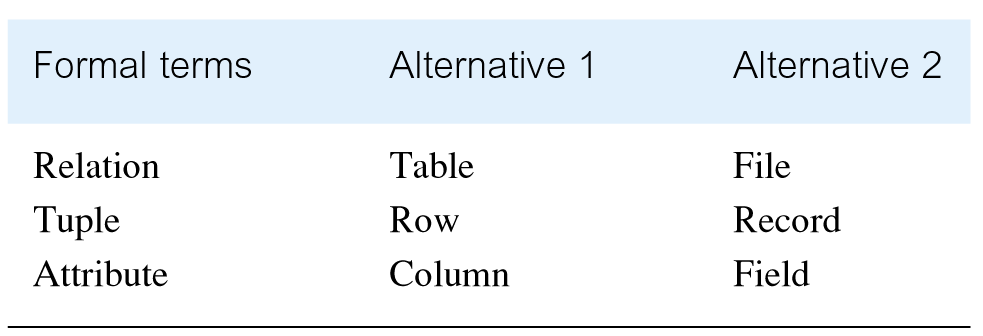 Formal terms Alternative 1 Alternative 2
Relation Table File
Tuple Row Record
Attribute Column Field